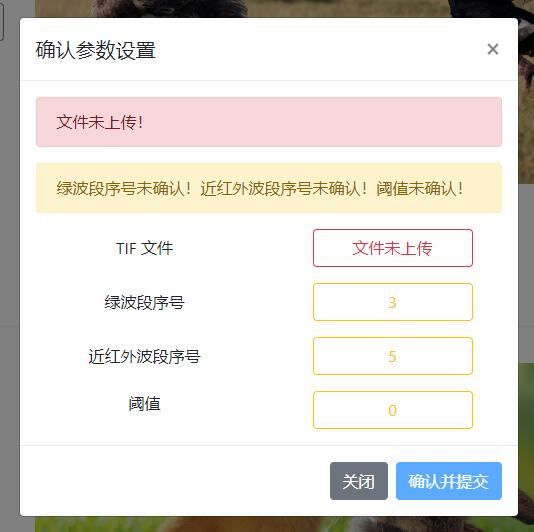 确认参数设置
×
文件未上传！
绿波段序号未确认！近红外波段序号未确认！阈值未确认！
TIF 文件
文件未上传
绿波段序号
3
近红外波段序号
5
阈值
0
关闭
确认并提交